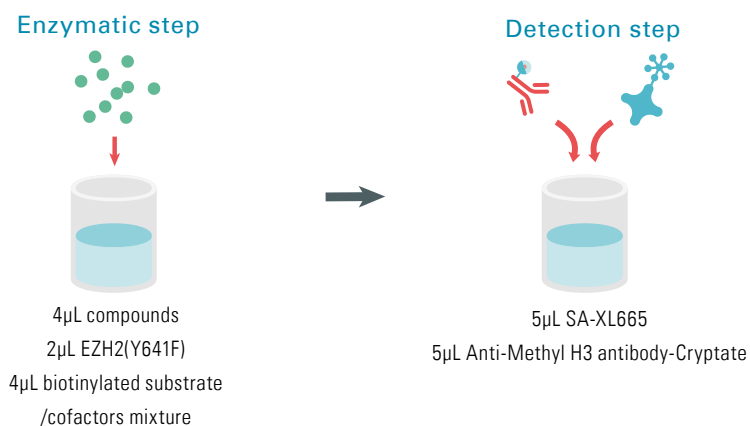 Enzymatic step
Detection step
4µL compounds
2µL EZH2(Y641F)
4µL biotinylated substrate
/cofactors mixture
5µL SA-XL665
5µL Anti-Methyl H3 antibody-Cryptate